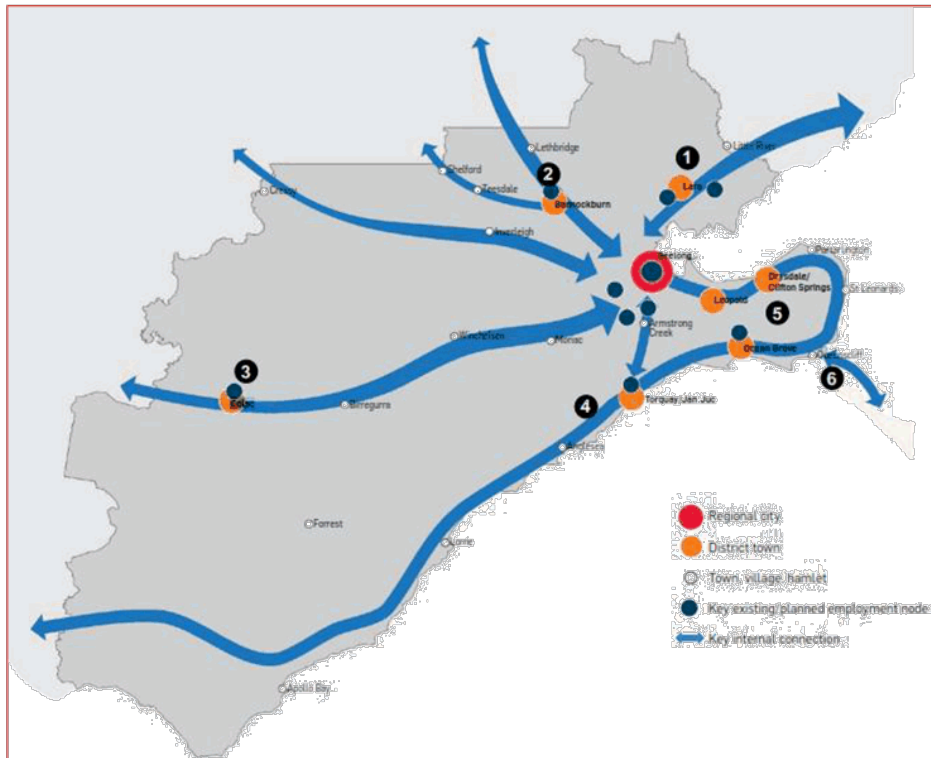 Lethbridge
Little River
1
Shelford
2
Lara
Teesdale
Cressy
Bannockburn
Inverleigh
Geelong
Portarlington
Drysdale/
Clifton Springs
Leopold
St Leonards
5
Armstrong
Creek
Winchelsea
Moriac
Ocean Grove
Queenscliff
3
6
Colac
Birregurra
4
Torquay/Jan Juc
Anglesea
Forrest
Lorne
Apollo Bay
Regional city
District town
Town, village, hamlet
Key existing/planned employment node
Key internal connection